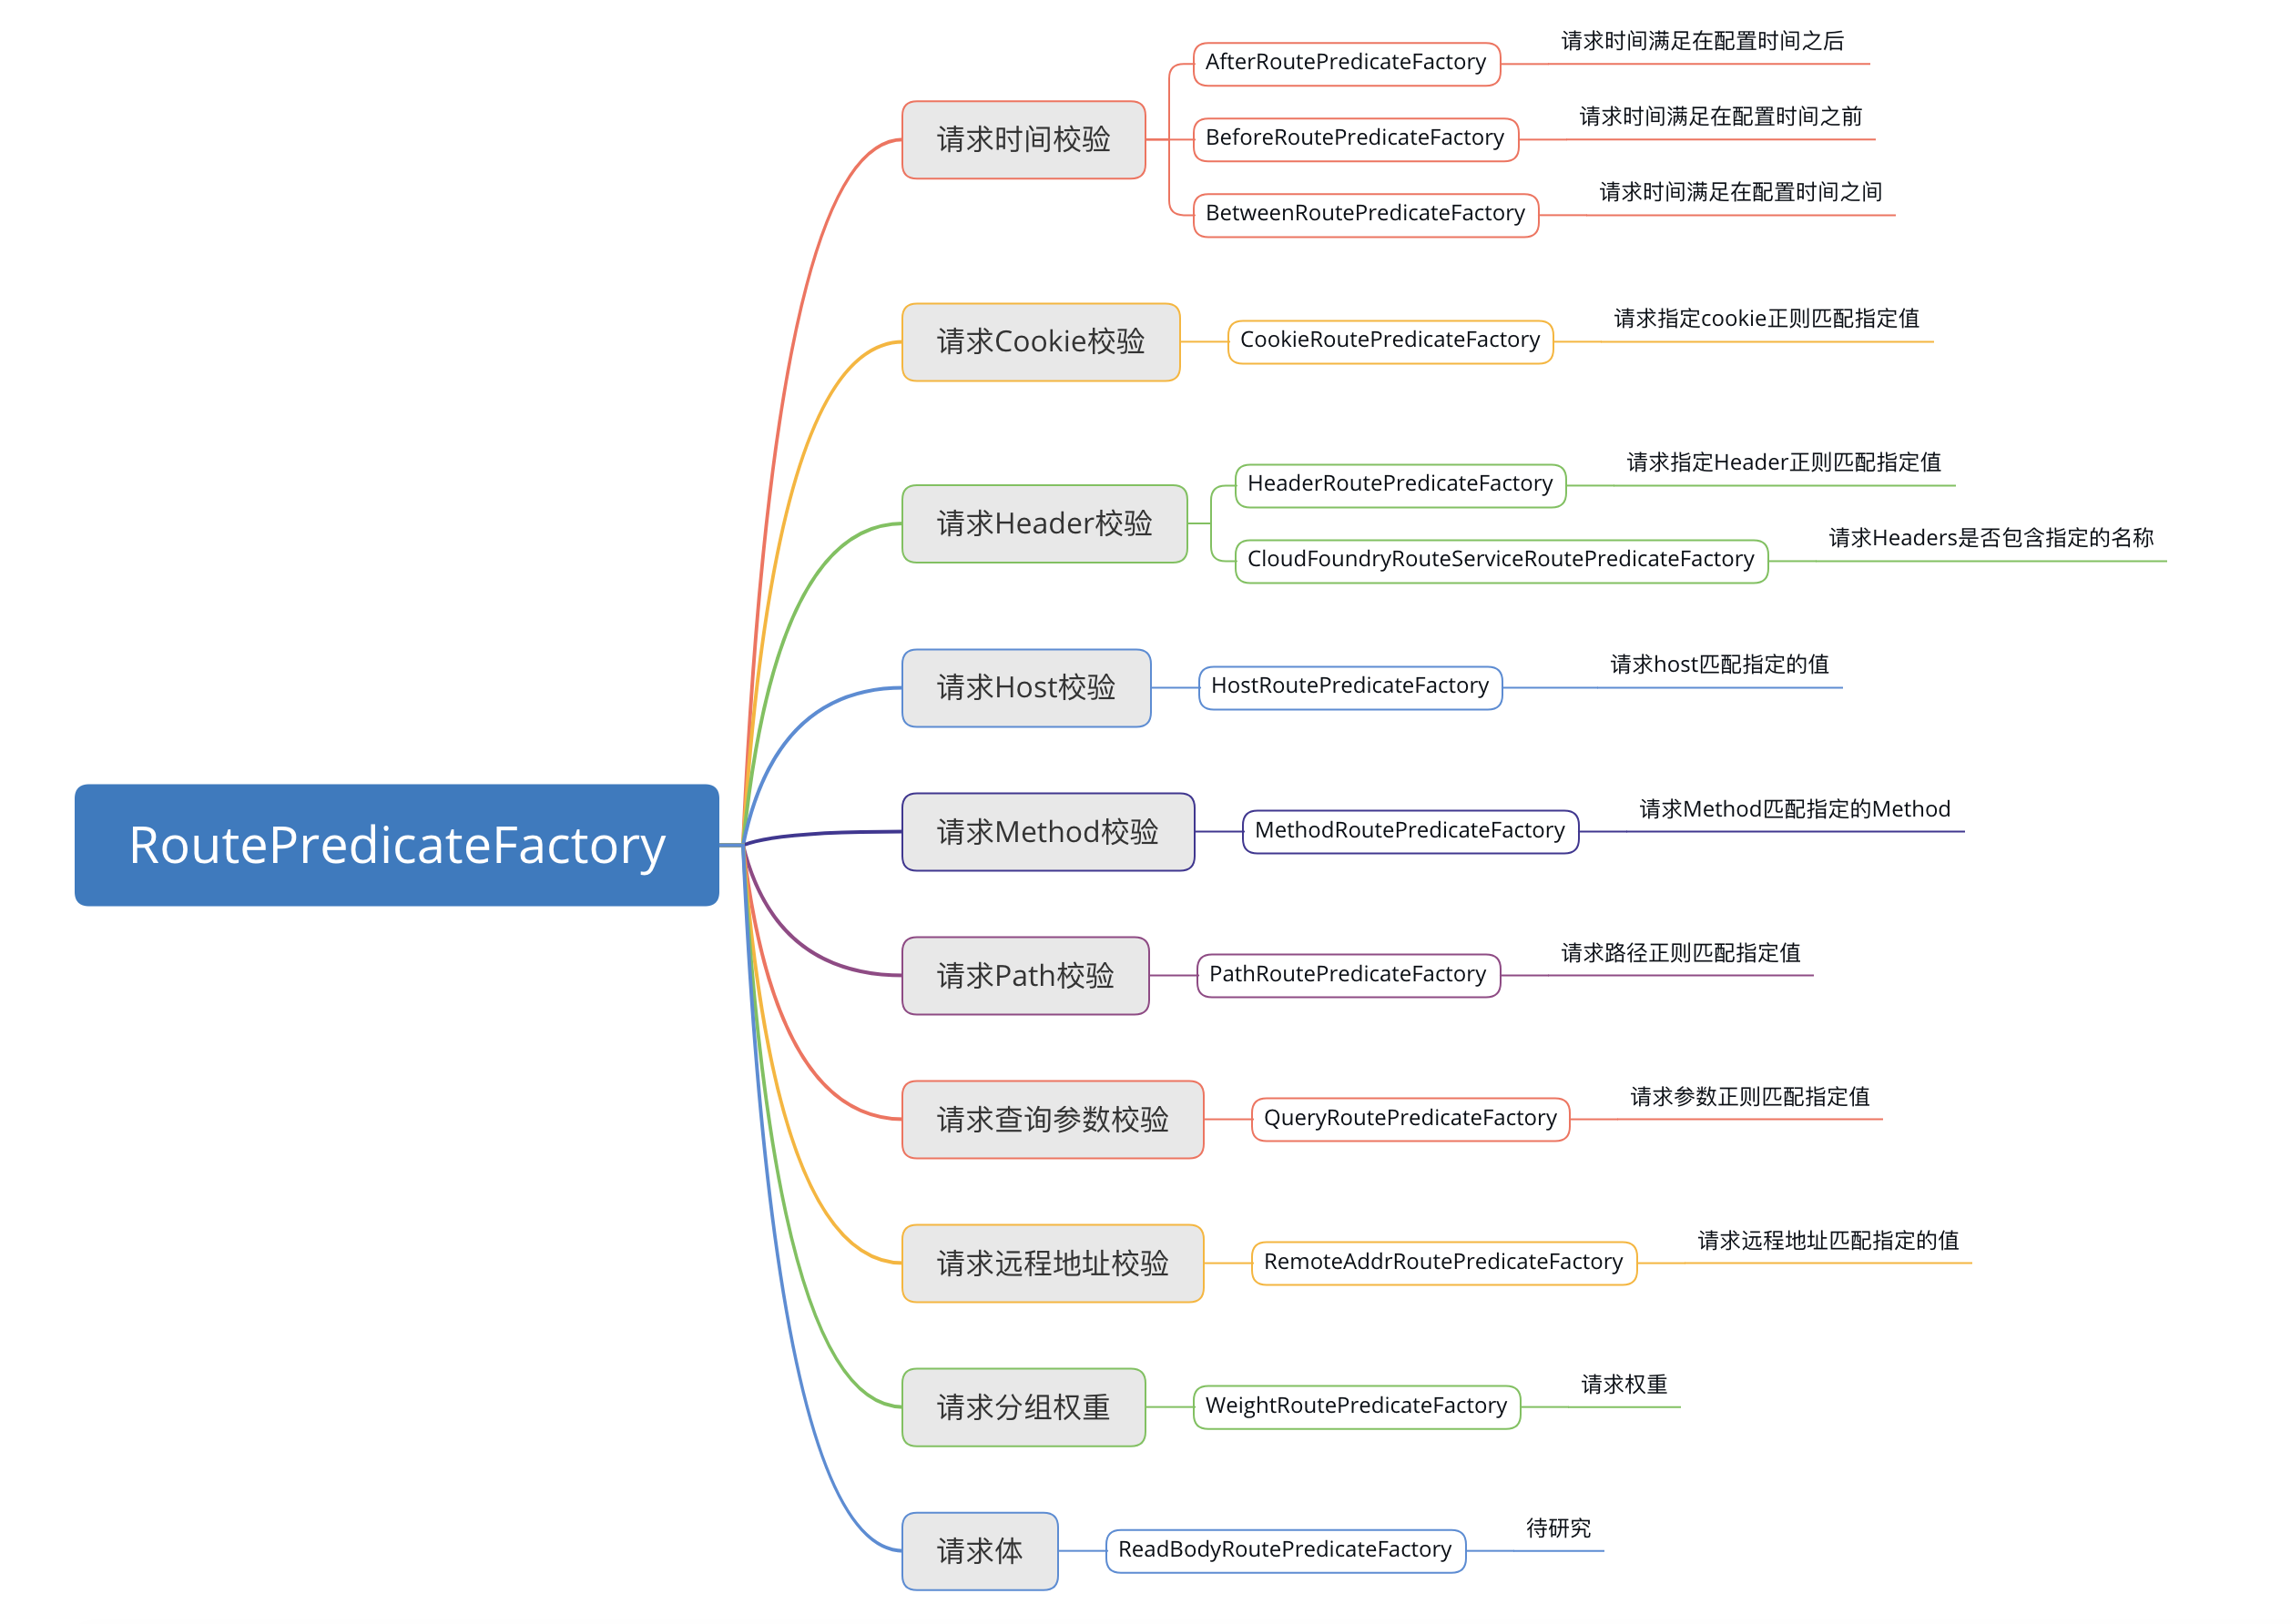 RoutePredicateFactory
请求时间校验
AfterRoutePredicateFactory
请求时间满足在配置时间之后
BeforeRoutePredicateFactory
请求时间满足在配置时间之前
BetweenRoutePredicateFactory
请求时间满足在配置时间之间
请求Cookie校验
CookieRoutePredicateFactory
请求指定cookie正则匹配指定值
请求Header校验
HeaderRoutePredicateFactory
请求指定Header正则匹配指定值
CloudFoundryRouteServiceRoutePredicateFactory
请求Headers是否包含指定的名称
请求Host校验
HostRoutePredicateFactory
请求host匹配指定的值
请求Method校验
MethodRoutePredicateFactory
请求Method匹配指定的Method
请求Path校验
PathRoutePredicateFactory
请求路径正则匹配指定值
请求查询参数校验
QueryRoutePredicateFactory
请求参数正则匹配指定值
请求远程地址校验
RemoteAddrRoutePredicateFactory
请求远程地址匹配指定的值
请求分组权重
WeightRoutePredicateFactory
请求权重
请求体
ReadBodyRoutePredicateFactory
待研究